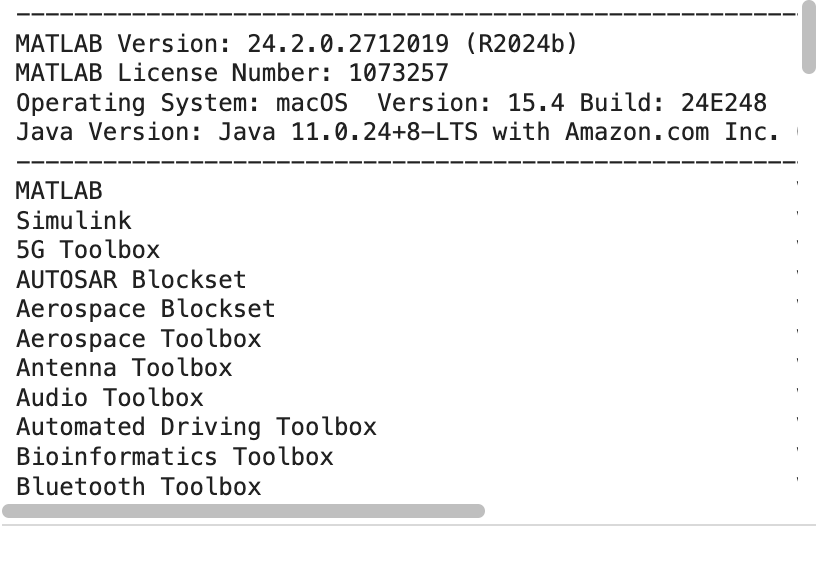 -----------------------------------------------------
MATLAB Version: 24.2.0.2712019 (R2024b)
MATLAB License Number: 1073257
Operating System: macOS  Version: 15.4 Build: 24E248
Java Version: Java 11.0.24+8-LTS with Amazon.com Inc.
-----------------------------------------------------
MATLAB
Simulink
5G Toolbox
AUTOSAR Blockset
Aerospace Blockset
Aerospace Toolbox
Antenna Toolbox
Audio Toolbox
Automated Driving Toolbox
Bioinformatics Toolbox
Bluetooth Toolbox